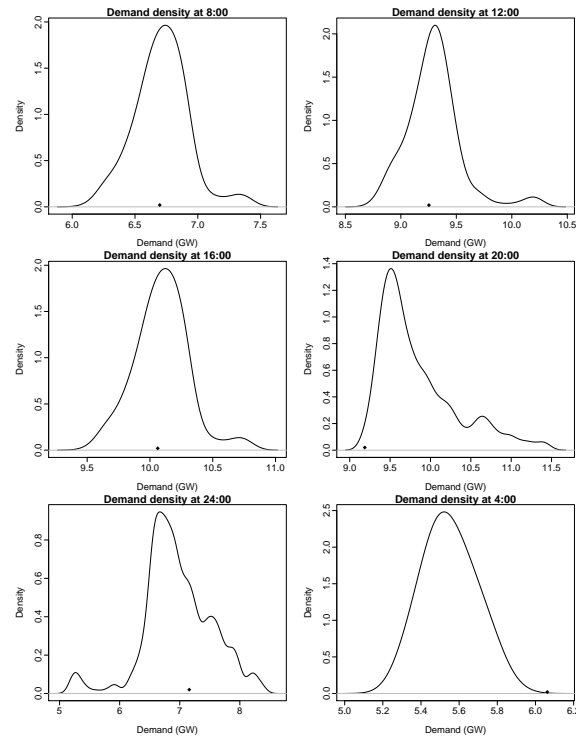 Demand density at 8:00
Density
0.0 0.5 1.0 1.5 2.0
6.0 6.5 7.0 7.5
Demand (GW)
Demand density at 12:00
Density
0.0 0.5 1.0 1.5 2.0
8.5 9.0 9.5 10.0 10.5
Demand (GW)
Demand density at 16:00
Density
0.0 0.5 1.0 1.5 2.0
9.5 10.0 10.5 11.0
Demand (GW)
Demand density at 20:00
Density
0.0 0.2 0.4 0.6 0.8 1.0 1.2 1.4
9.0 9.5 10.0 10.5 11.0 11.5
Demand (GW)
Demand density at 24:00
Density
0.0 0.2 0.4 0.6 0.8
5 6 7 8
Demand (GW)
Demand density at 4:00
Density
0.0 0.5 1.0 1.5 2.0 2.5
5.0 5.2 5.4 5.6 5.8 6.0 6.2
Demand (GW)